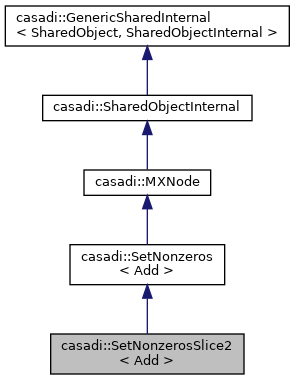 casadi::GenericSharedInternal
< SharedObject, SharedObjectInternal >
casadi::SharedObjectInternal
casadi::MXNode
casadi::SetNonzeros
< Add >
casadi::SetNonzerosSlice2
< Add >